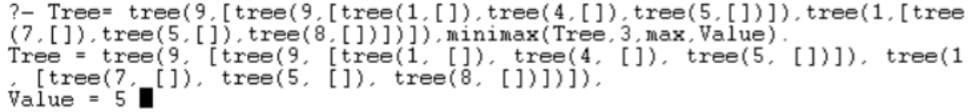 ?- Tree= tree(9,[tree(9,[tree(1,[]),tree(4,[]),tree(5,[])]),tree(1,[tree
(7,[]),tree(5,[]),tree(8,[])])]),minimax(Tree,3,max,Value).
Tree = tree(9, [tree(9, [tree(1, []), tree(4, []), tree(5, [])]), tree(1
, [tree(7, []), tree(5, []), tree(8, [])])]),
Value = 5